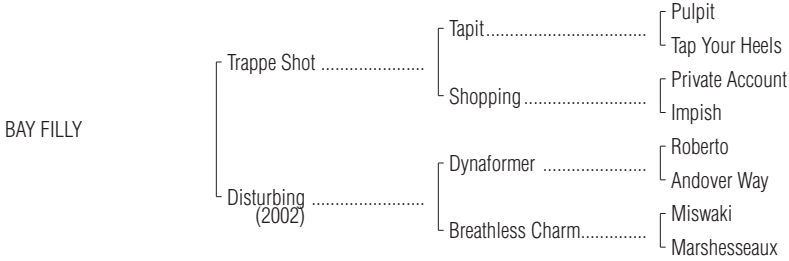 Pulpit
Tapit..................................
Tap Your Heels
Trappe Shot ......................
Private Account
Shopping..........................
Impish
BAY FILLY
Roberto
Dynaformer ......................
Andover Way
Disturbing ........................
(2002)
Miswaki
Breathless Charm..............
Marshesseaux